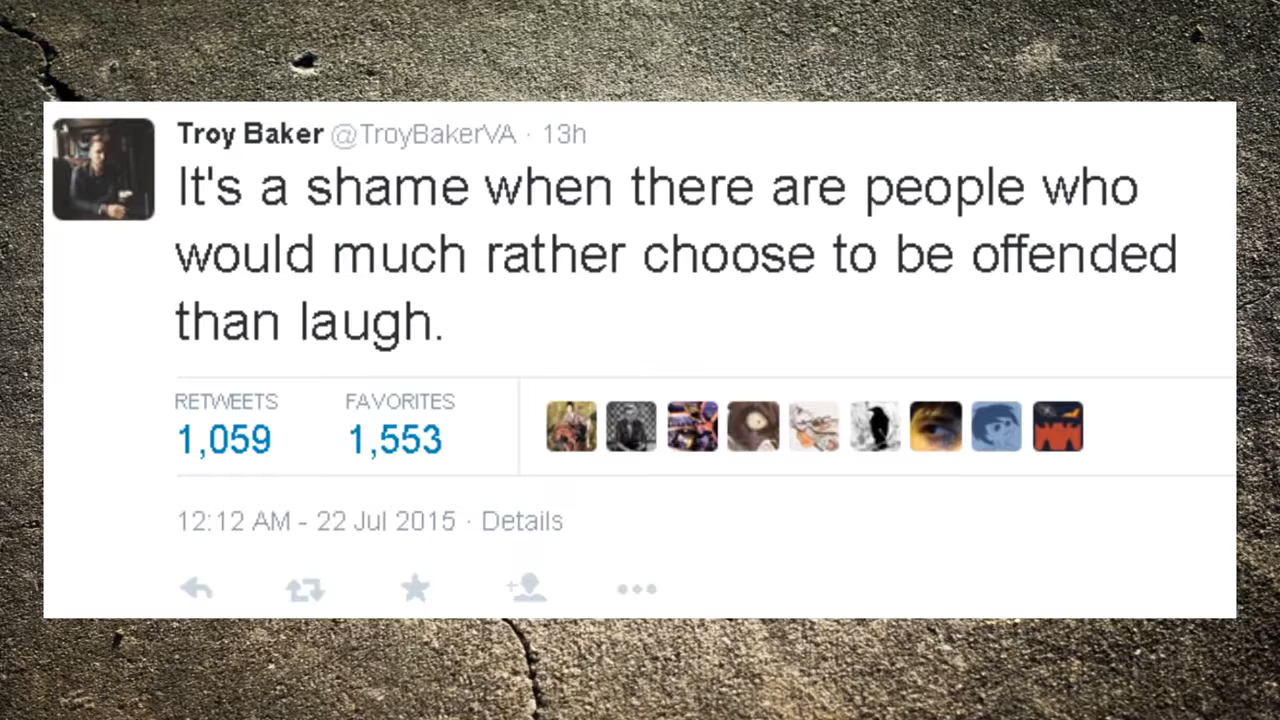 Troy Baker @TroyBakerVA · 13h
It's a shame when there are people who
would much rather choose to be offended
than laugh.
RETWEETS FAVORITES
1,059 1,553
12:12 AM - 22 Jul 2015 · Details